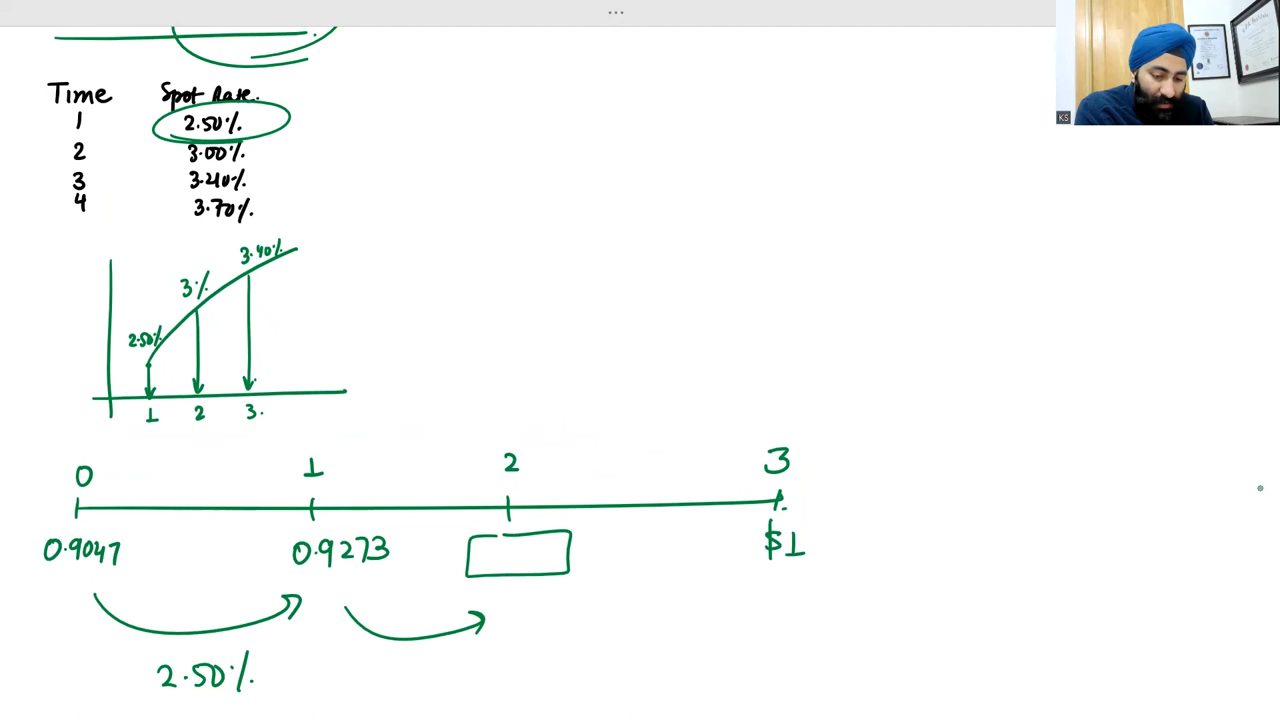 Time Spot Rate.
1 2.50%
2 3.00%
3 3.40%
4 3.70%
3.40%
3%
2.50%
1 2 3.
0 1 2 3
0.9047 0.9273 $1
2.50%
KS